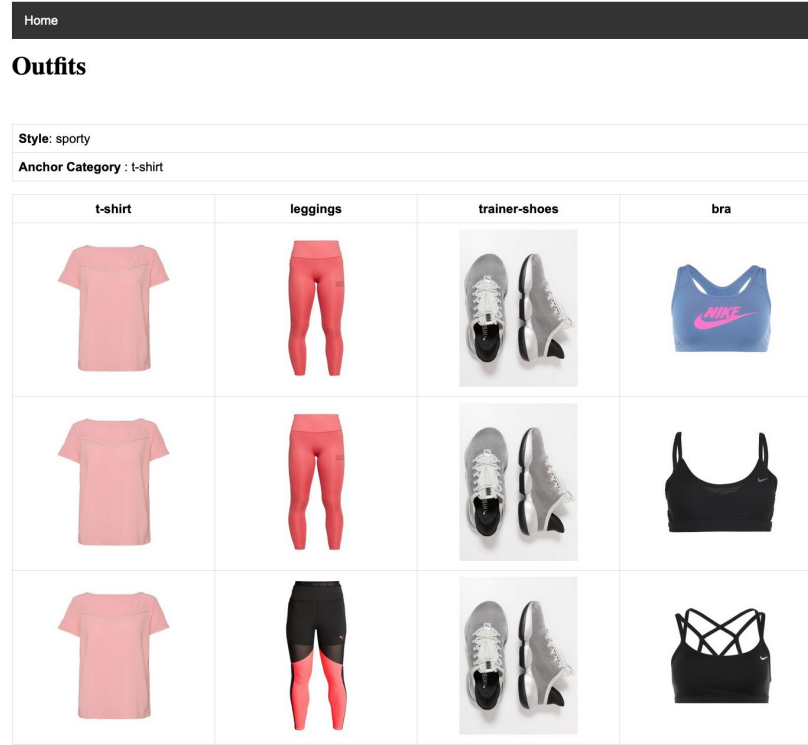 Home
Outfits
Style: sporty
Anchor Category : t-shirt
t-shirt leggings trainer-shoes bra
NIKE